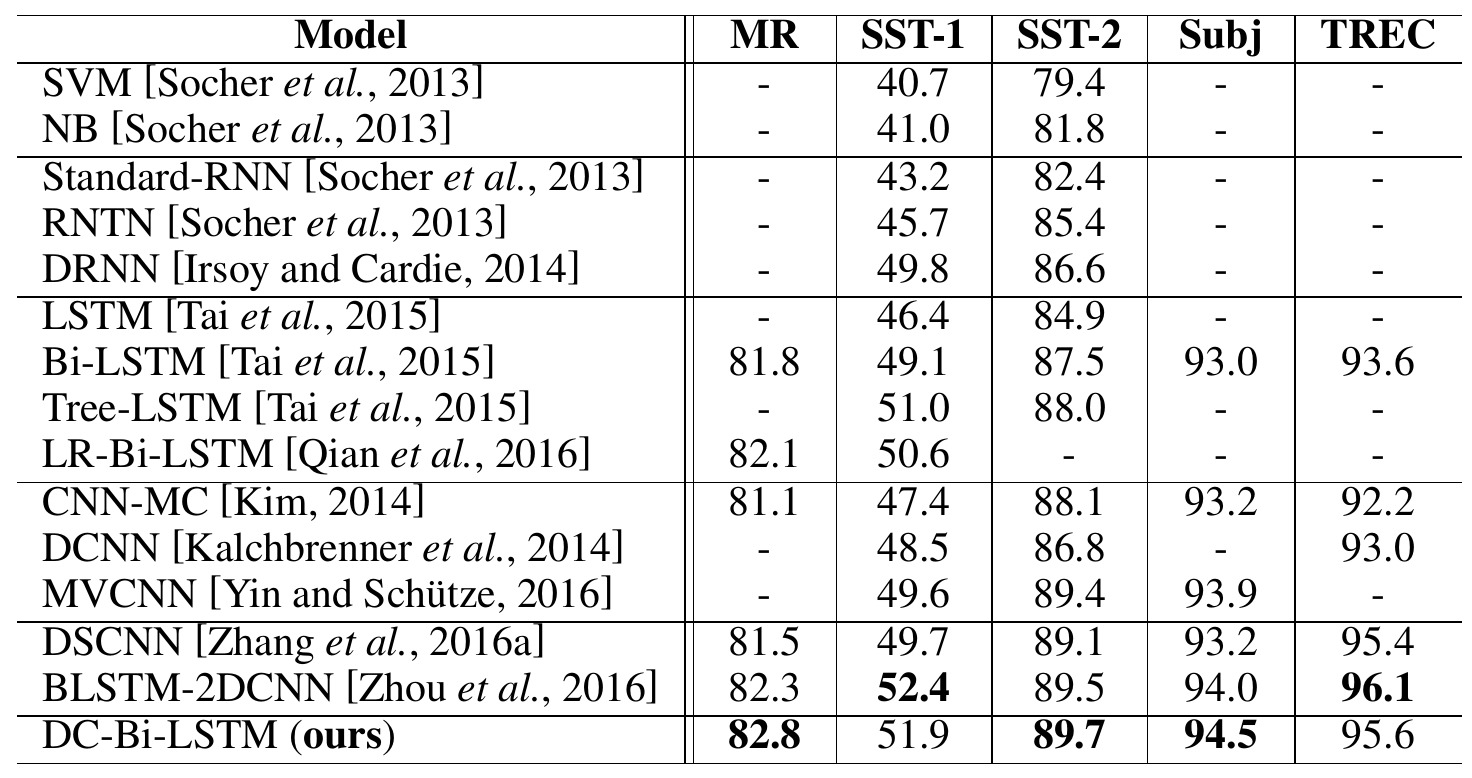 Model MR SST-1 SST-2 Subj TREC
SVM [Socher et al., 2013] - 40.7 79.4 - -
NB [Socher et al., 2013] - 41.0 81.8 - -
Standard-RNN [Socher et al., 2013] - 43.2 82.4 - -
RNTN [Socher et al., 2013] - 45.7 85.4 - -
DRNN [Irsoy and Cardie, 2014] - 49.8 86.6 - -
LSTM [Tai et al., 2015] - 46.4 84.9 - -
Bi-LSTM [Tai et al., 2015] 81.8 49.1 87.5 93.0 93.6
Tree-LSTM [Tai et al., 2015] - 51.0 88.0 - -
LR-Bi-LSTM [Qian et al., 2016] 82.1 50.6 - - -
CNN-MC [Kim, 2014] 81.1 47.4 88.1 93.2 92.2
DCNN [Kalchbrenner et al., 2014] - 48.5 86.8 - 93.0
MVCNN [Yin and Schütze, 2016] - 49.6 89.4 93.9 -
DSCNN [Zhang et al., 2016a] 81.5 49.7 89.1 93.2 95.4
BLSTM-2DCNN [Zhou et al., 2016] 82.3 52.4 89.5 94.0 96.1
DC-Bi-LSTM (ours) 82.8 51.9 89.7 94.5 95.6